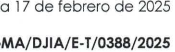 a 17 de febrero de 2025
MA/DJIA/E-T/0388/2025